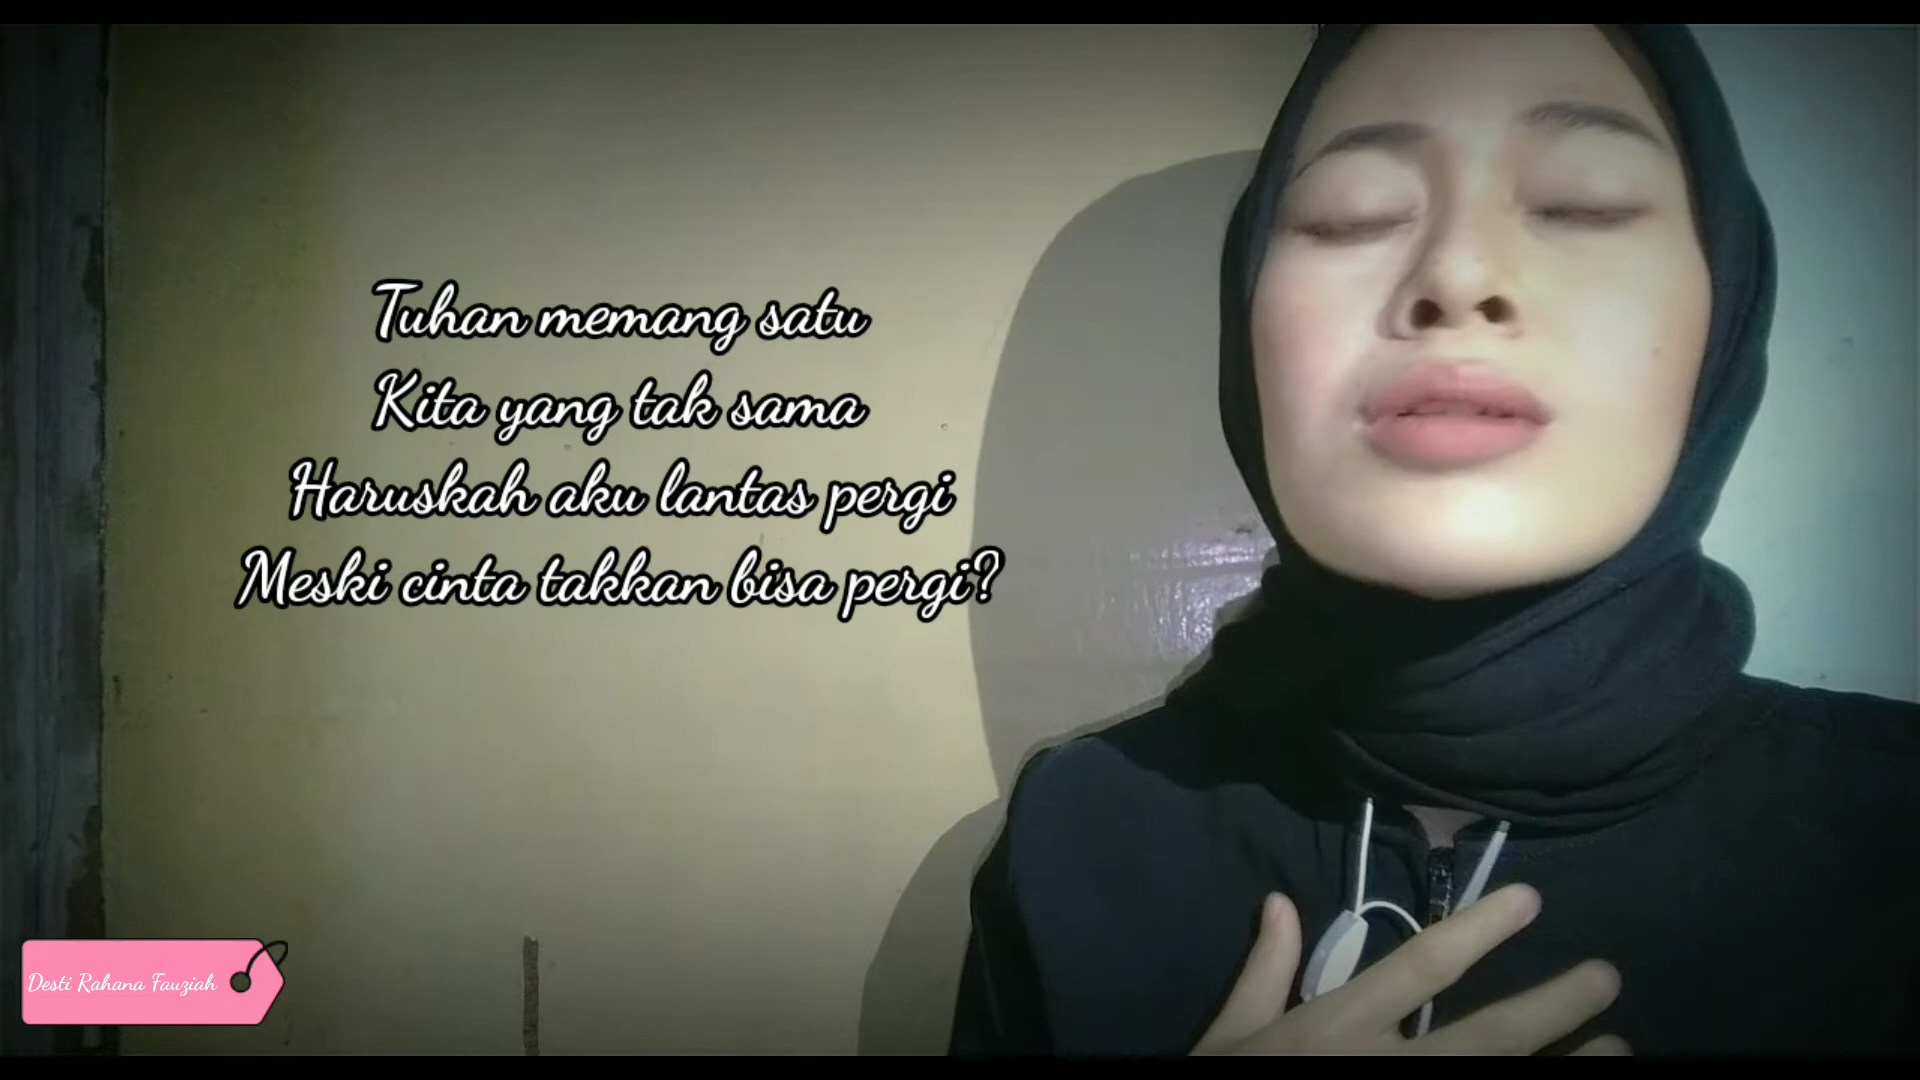 Tuhan memang satu
Kita yang tak sama
Haruskah aku lantas pergi
Meski cinta takkan bisa pergi?
Desti Rahana Fauziah